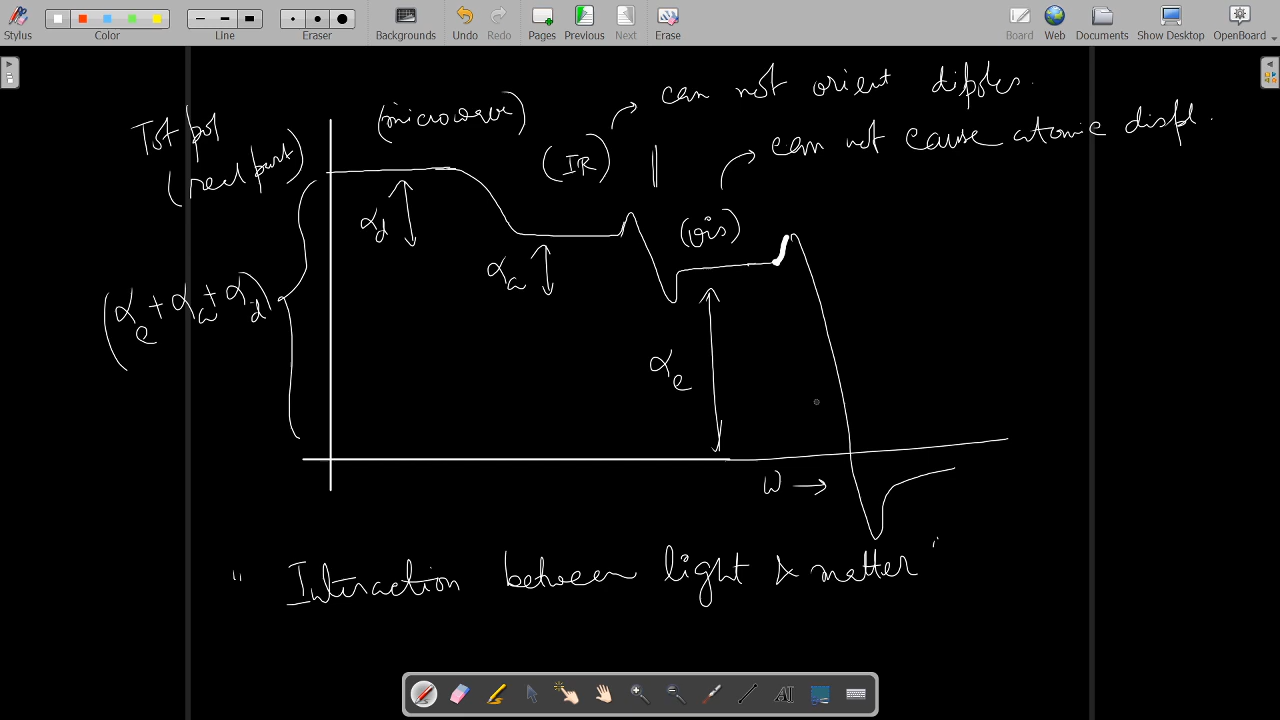 Stylus Color Line Eraser Backgrounds Undo Redo Pages Previous Next Erase Board Web Documents Show Desktop OpenBoard
can not orient dipoles.
(microwave)
Tot pol
(real part)
(IR)
can not cause atomic displ.
αd
(vis)
αa
(αe + αa + αd)
αe
ω →
" Interaction between light & matter "